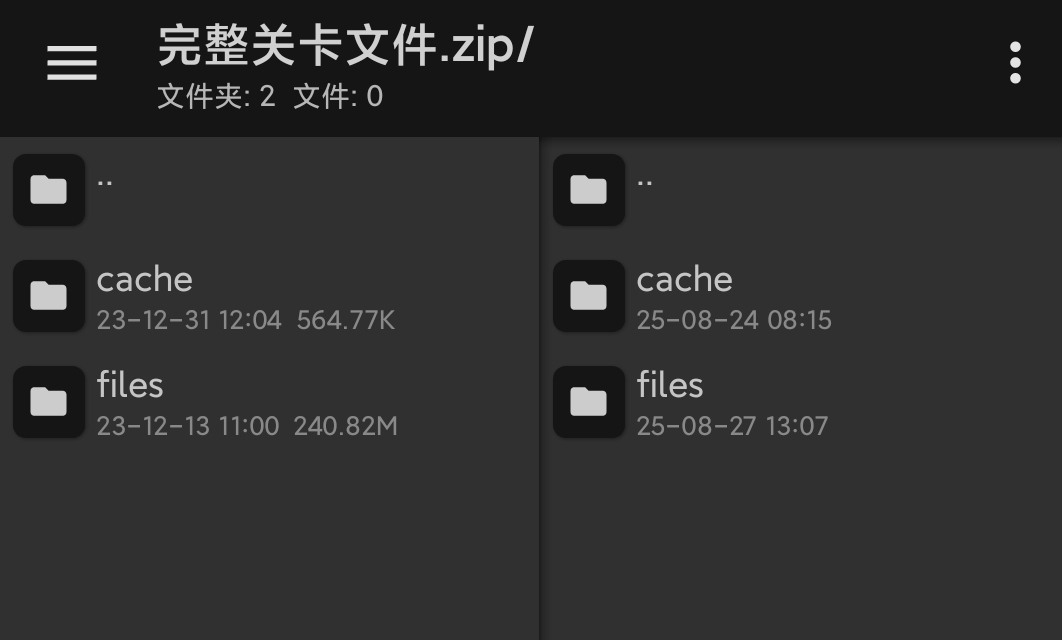 完整关卡文件.zip/
文件夹: 2 文件: 0
..
cache
23-12-31 12:04 564.77K
files
23-12-13 11:00 240.82M
..
cache
25-08-24 08:15
files
25-08-27 13:07